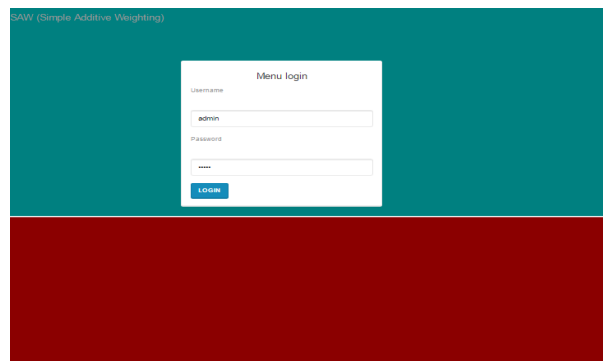 SAW (Simple Additive Weighting)
Menu login
Username
admin
Password
•••••
LOGIN